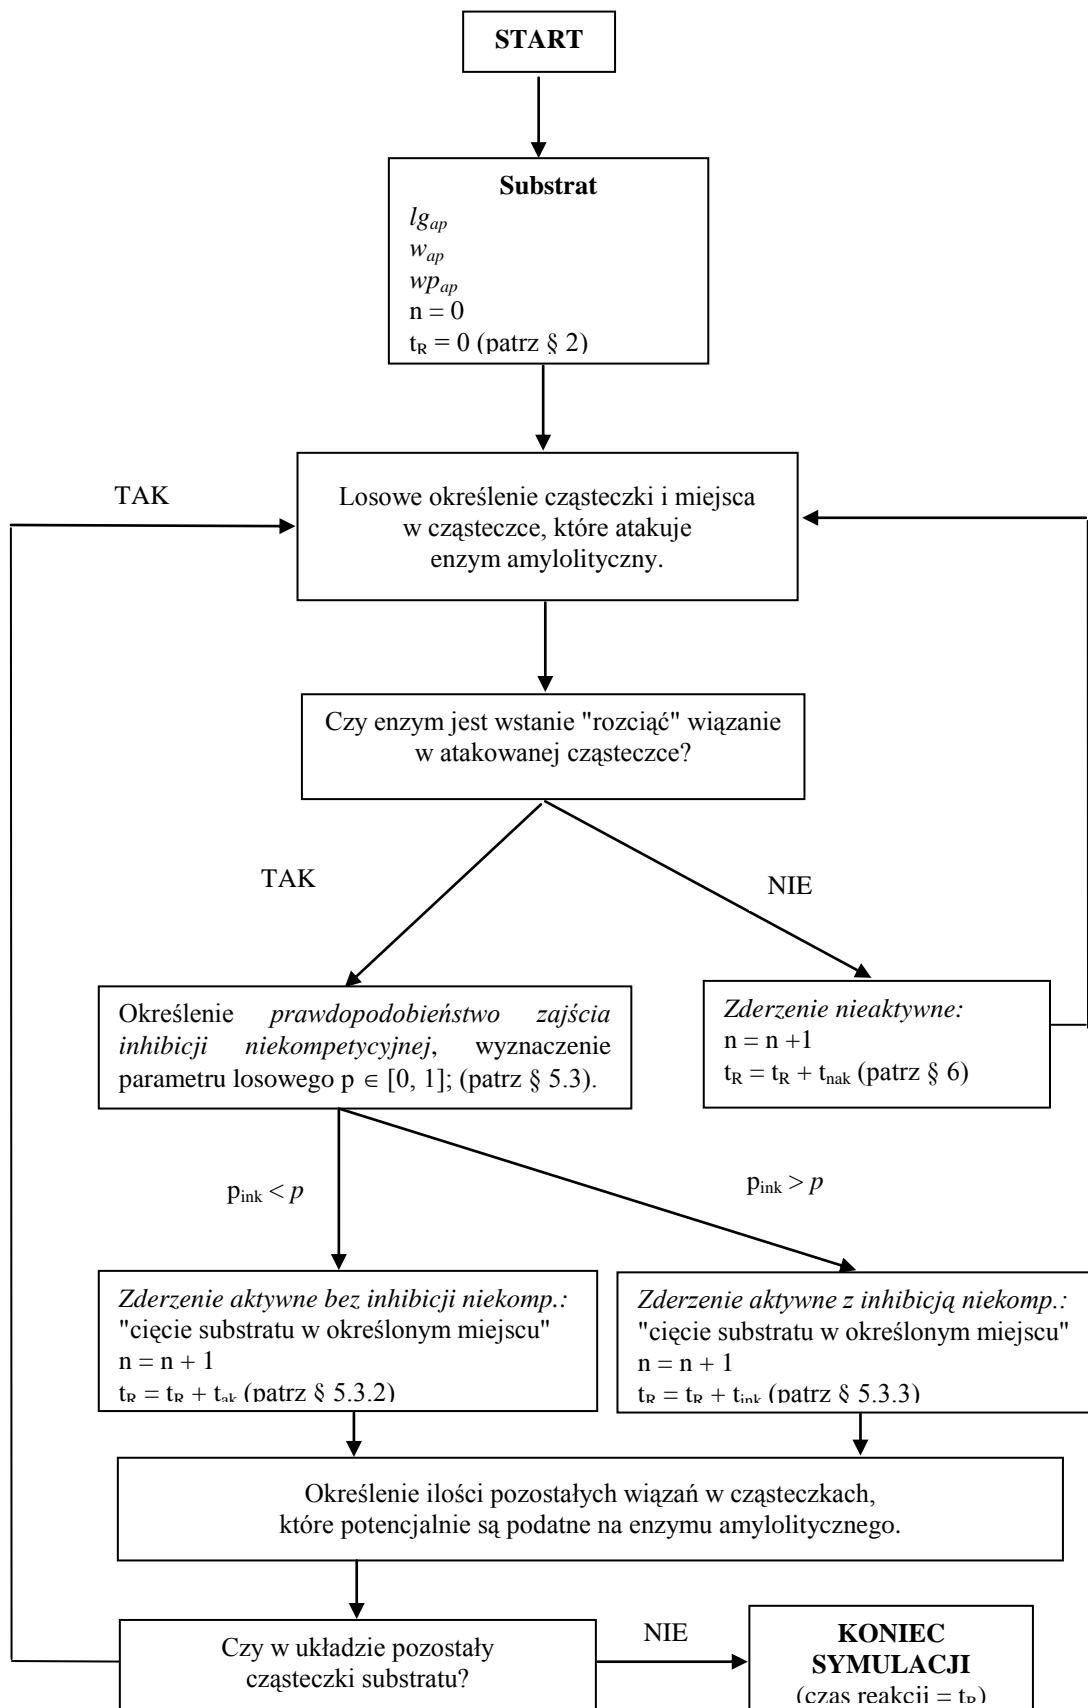 START
Substrat
lg_ap
w_ap
wp_ap
n = 0
t_R = 0 (patrz § 2)
TAK
Losowe określenie cząsteczki i miejsca
w cząsteczce, które atakuje
enzym amylolityczny.
Czy enzym jest wstanie "rozciąć" wiązanie
w atakowanej cząsteczce?
TAK
NIE
Określenie prawdopodobieństwo zajścia
inhibicji niekompetycyjnej, wyznaczenie
parametru losowego p ∈ [0, 1]; (patrz § 5.3).
Zderzenie nieaktywne:
n = n +1
t_R = t_R + t_nak (patrz § 6)
p_ink < p
p_ink > p
Zderzenie aktywne bez inhibicji niekomp.:
"cięcie substratu w określonym miejscu"
n = n + 1
t_R = t_R + t_ak (patrz § 5.3.2)
Zderzenie aktywne z inhibicją niekomp.:
"cięcie substratu w określonym miejscu"
n = n + 1
t_R = t_R + t_ink (patrz § 5.3.3)
Określenie ilości pozostałych wiązań w cząsteczkach,
które potencjalnie są podatne na enzymu amylolitycznego.
Czy w układzie pozostały
cząsteczki substratu?
NIE
KONIEC
SYMULACJI
(czas reakcji = t_R)